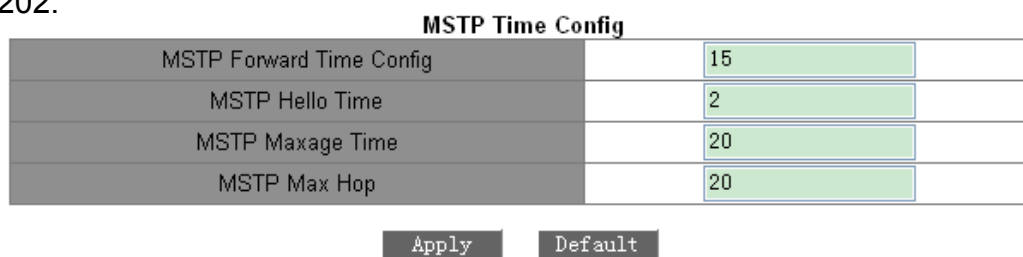 202.
MSTP Time Config
MSTP Forward Time Config 15
MSTP Hello Time 2
MSTP Maxage Time 20
MSTP Max Hop 20
Apply Default